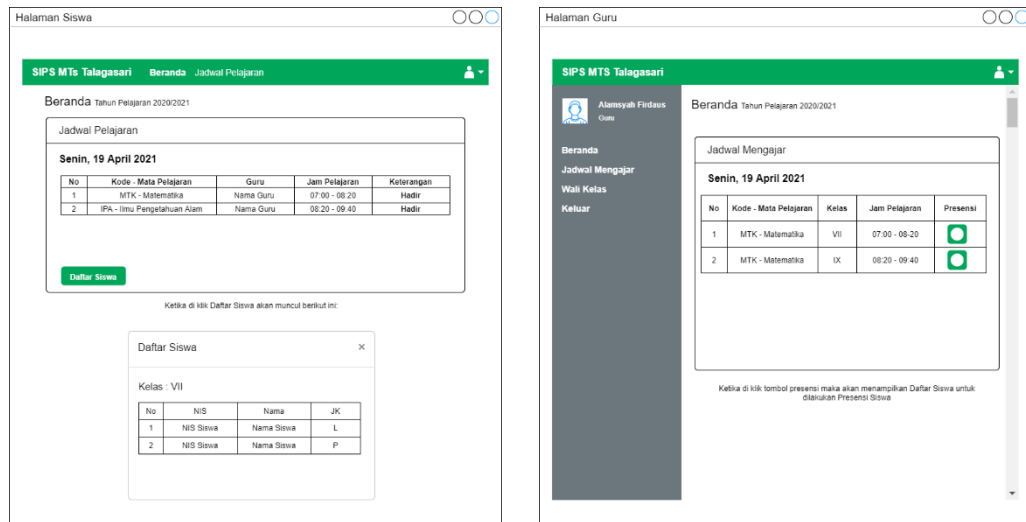 Halaman Siswa
SIPS MTs Talagasari Beranda Jadwal Pelajaran
Beranda Tahun Pelajaran 2020/2021
Jadwal Pelajaran
Senin, 19 April 2021
No Kode - Mata Pelajaran Guru Jam Pelajaran Keterangan
1 MTK - Matematika Nama Guru 07:00 - 08:20 Hadir
2 IPA - Ilmu Pengetahuan Alam Nama Guru 08:20 - 09:40 Hadir
Daftar Siswa
Ketika di klik Daftar Siswa akan muncul berikut ini:
Daftar Siswa ×
Kelas : VII
No NIS Nama JK
1 NIS Siswa Nama Siswa L
2 NIS Siswa Nama Siswa P
Halaman Guru
SIPS MTS Talagasari
Alamsyah Firdaus
Guru
Beranda
Jadwal Mengajar
Wali Kelas
Keluar
Beranda Tahun Pelajaran 2020/2021
Jadwal Mengajar
Senin, 19 April 2021
No Kode - Mata Pelajaran Kelas Jam Pelajaran Presensi
1 MTK - Matematika VII 07:00 - 08-20
2 MTK - Matematika IX 08:20 - 09:40
Ketika di klik tombol presensi maka akan menampilkan Daftar Siswa untuk
dilakukan Presensi Siswa